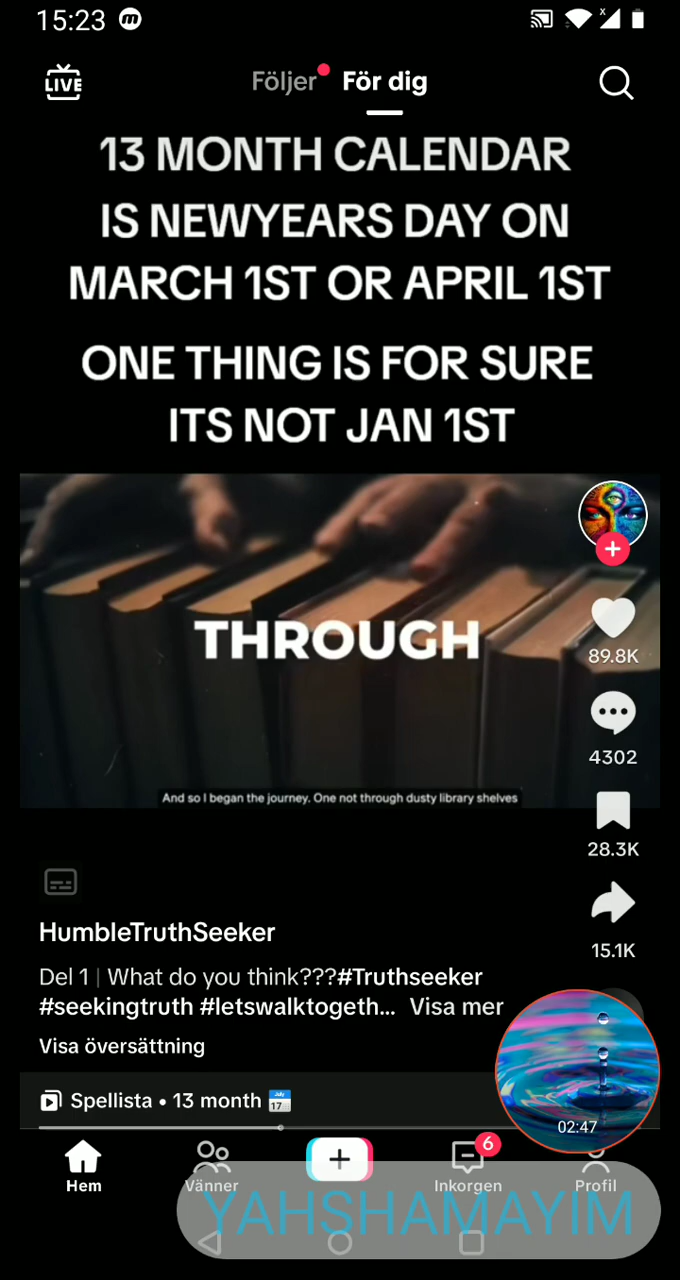 15:23
LIVE
Följer För dig
13 MONTH CALENDAR
IS NEWYEARS DAY ON
MARCH 1ST OR APRIL 1ST
ONE THING IS FOR SURE
ITS NOT JAN 1ST
THROUGH
89.8K
4302
And so I began the journey. One not through dusty library shelves
28.3K
15.1K
HumbleTruthSeeker
Del 1 | What do you think???#Truthseeker
#seekingtruth #letswalktogeth... Visa mer
Visa översättning
Spellista • 13 month
July
17
02:47
6
Hem Vänner Inkorgen Profil
YAHSHAMAYIM